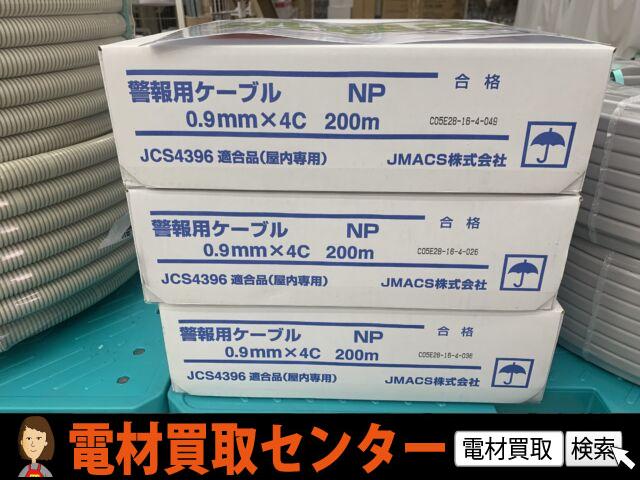 警報用ケーブル NP 合格
0.9mm×4C 200m C05E28-16-4-049
JCS4396 適合品(屋内専用) JMACS株式会社
警報用ケーブル NP 合格
0.9mm×4C 200m C05E28-16-4-026
JCS4396 適合品(屋内専用) JMACS株式会社
警報用ケーブル NP 合格
0.9mm×4C 200m C05E28-16-4-036
JCS4396 適合品(屋内専用) JMACS株式会社
電材買取センター 電材買取 検索